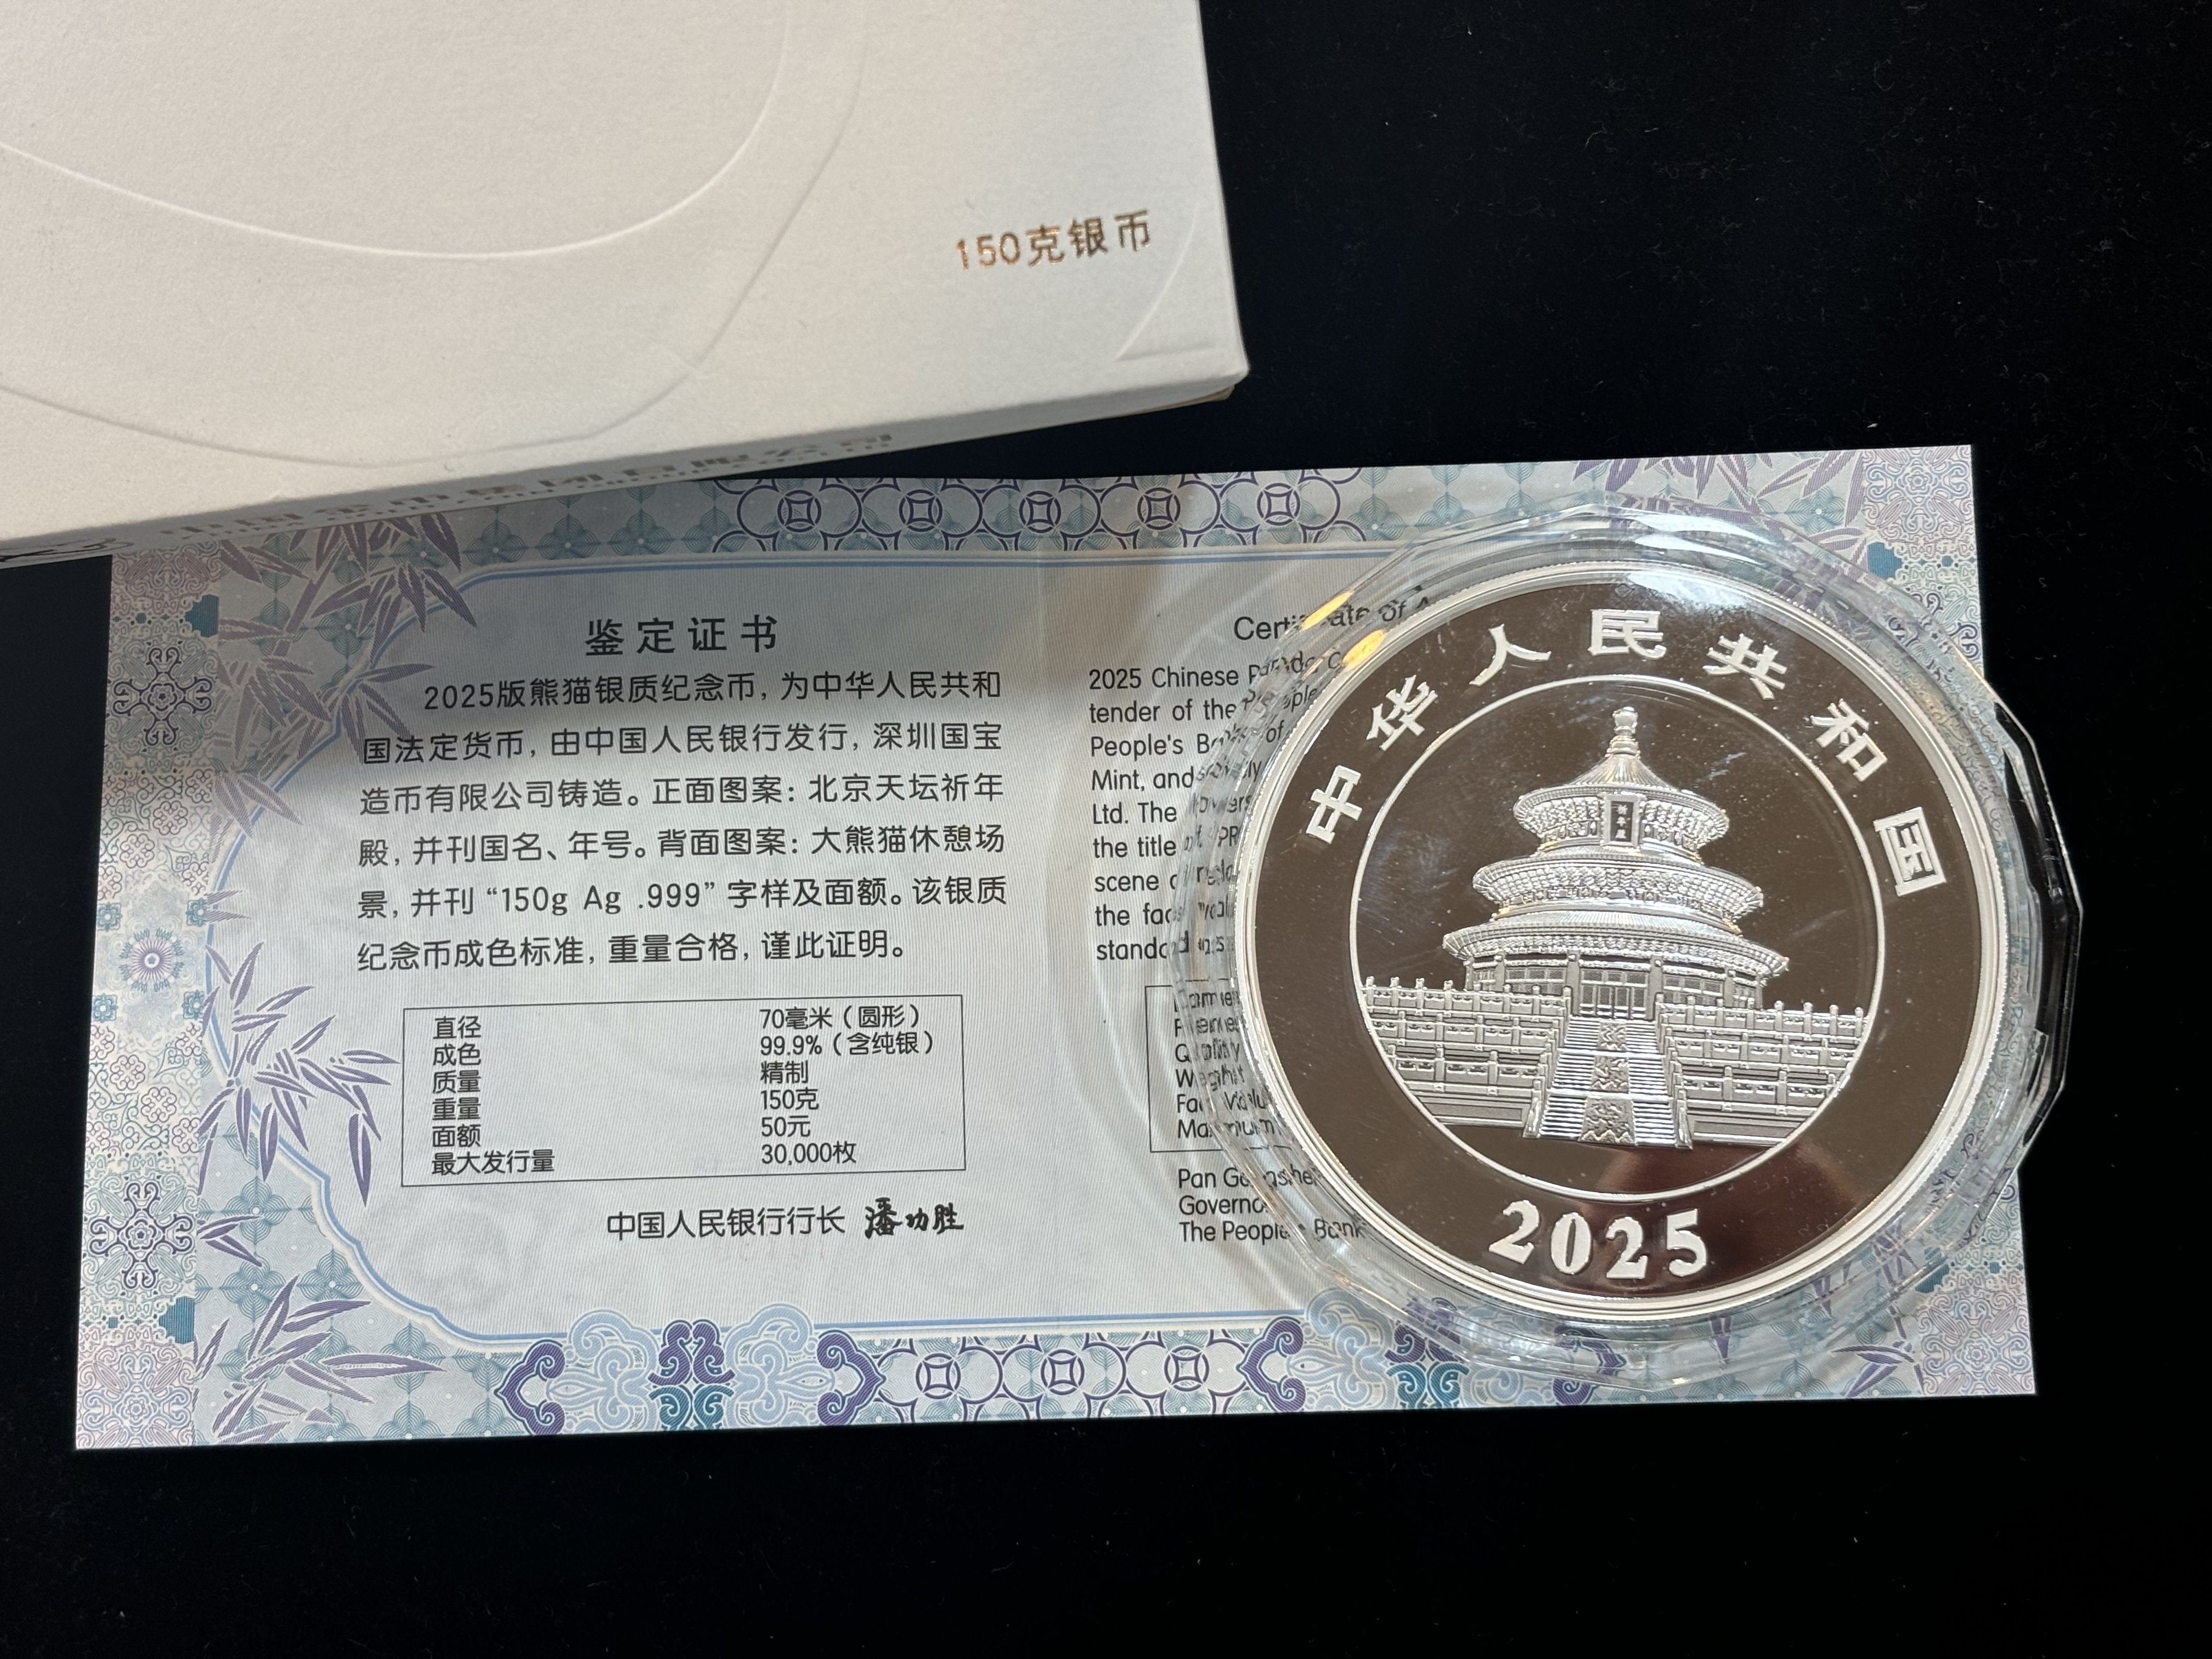 150克银币
鉴定证书
2025版熊猫银质纪念币，为中华人民共和
国法定货币，由中国人民银行发行，深圳国宝
造币有限公司铸造。正面图案：北京天坛祈年
殿，并刊国名、年号。背面图案：大熊猫休憩场
景，并刊“150g Ag .999”字样及面额。该银质
纪念币成色标准，重量合格，谨此证明。
直径 70毫米（圆形）
成色 99.9%（含纯银）
质量 精制
重量 150克
面额 50元
最大发行量 30,000枚
中国人民银行行长 潘功胜
2025 Chinese
tender of the
People's
Mint, and
Ltd. The
the title
scene
the
Pan
The
中华人民共和国
2025